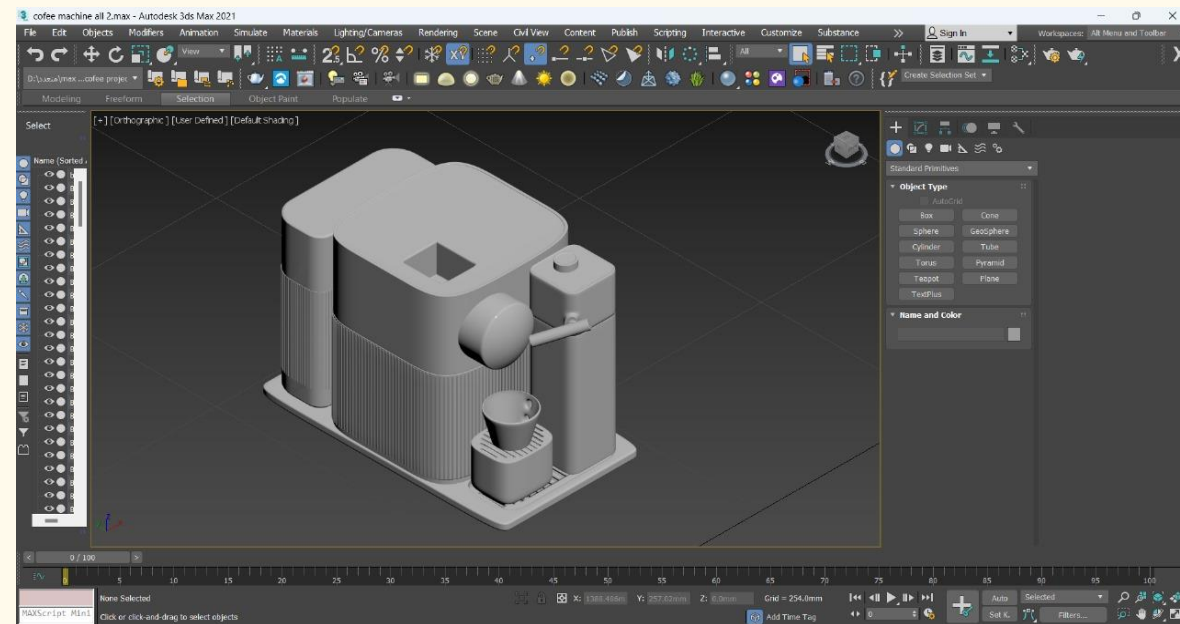 cofee machine all 2.max - Autodesk 3ds Max 2021
File Edit Objects Modifiers Animation Simulate Materials Lighting/Cameras Rendering Scene Civil View Content Publish Scripting Interactive Customize Substance Sign In Workspaces: All Menu and Toolbar
View All
Create Selection Set
Modeling Freeform Selection Object Paint Populate
Select
[+] [Orthographic] [User Defined] [Default Shading]
Name (Sorted
Standard Primitives
Object Type
AutoGrid
Box Cone
Sphere GeoSphere
Cylinder Tube
Torus Pyramid
Teapot Plane
TextPlus
Name and Color
0 / 100
0 5 10 15 20 25 30 35 40 45 50 55 60 65 70 75 80 85 90 95 100
None Selected X: Y: Z: Grid = 254.0mm 0 Auto Selected
MAXScript Mini Click or click-and-drag to select objects Add Time Tag Set K. Filters...